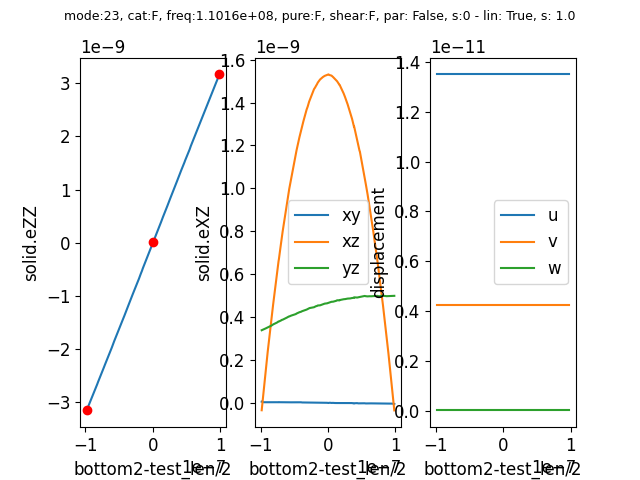 mode:23, cat:F, freq:1.1016e+08, pure:F, shear:F, par: False, s:0 - lin: True, s: 1.0
1e−9
3
2
1
0
−1
−2
−3
solid.eZZ
−1
0
1
1e−7
bottom2-test_len/2
1e−9
1.6
1.4
1.2
1.0
0.8
0.6
0.4
0.2
0.0
solid.eXZ
xy
xz
yz
−1
0
1
1e−7
bottom2-test_len/2
1e−11
1.4
1.2
1.0
0.8
0.6
0.4
0.2
0.0
displacement
u
v
w
−1
0
1
1e−7
bottom2-test_len/2